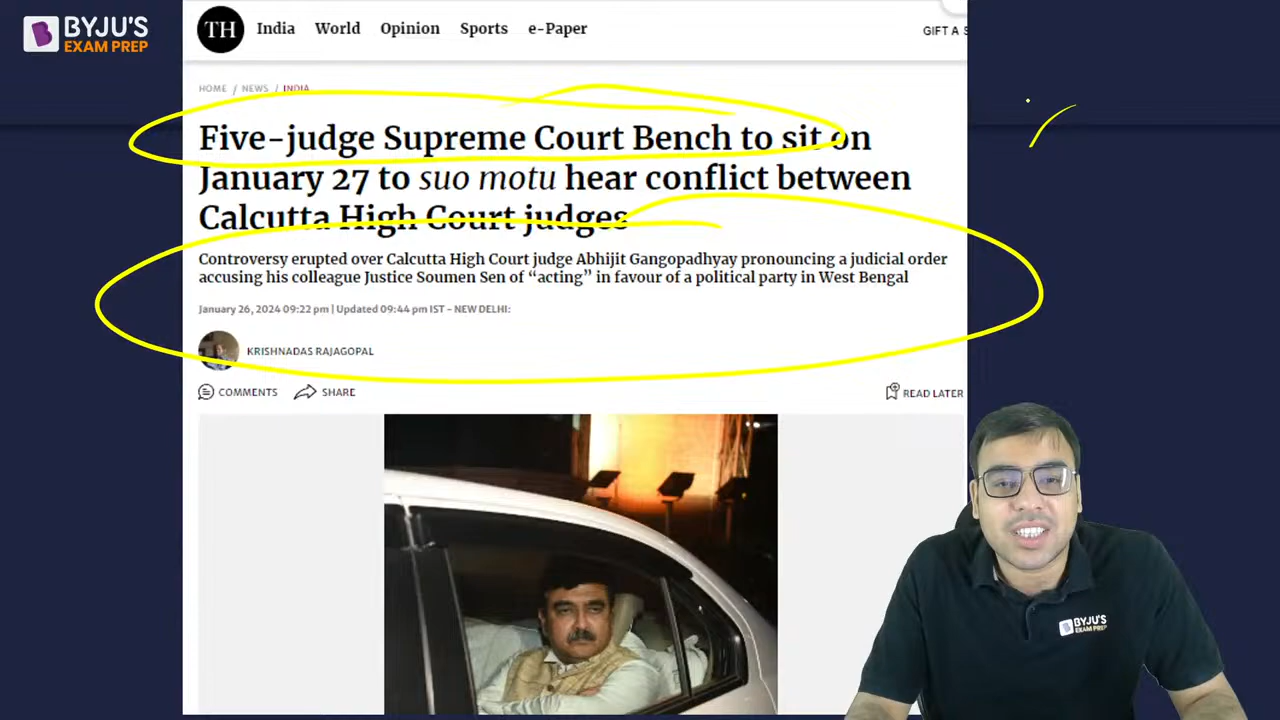 BYJU'S
EXAM PREP
TH
India World Opinion Sports e-Paper
GIFT A S
HOME / NEWS / INDIA
Five-judge Supreme Court Bench to sit on
January 27 to suo motu hear conflict between
Calcutta High Court judges
Controversy erupted over Calcutta High Court judge Abhijit Gangopadhyay pronouncing a judicial order
accusing his colleague Justice Soumen Sen of “acting” in favour of a political party in West Bengal
January 26, 2024 09:22 pm | Updated 09:44 pm IST - NEW DELHI:
KRISHNADAS RAJAGOPAL
COMMENTS SHARE
READ LATER
BYJU'S
EXAM PREP